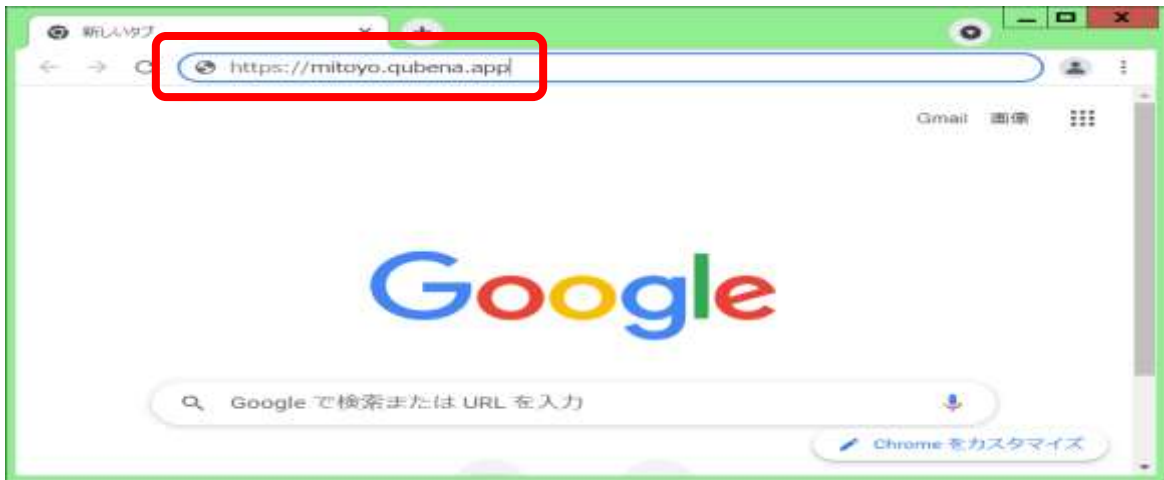 新しいタブ
https://mitoyo.qubena.app
Gmail 画像
Google
Google で検索または URL を入力
Chrome をカスタマイズ